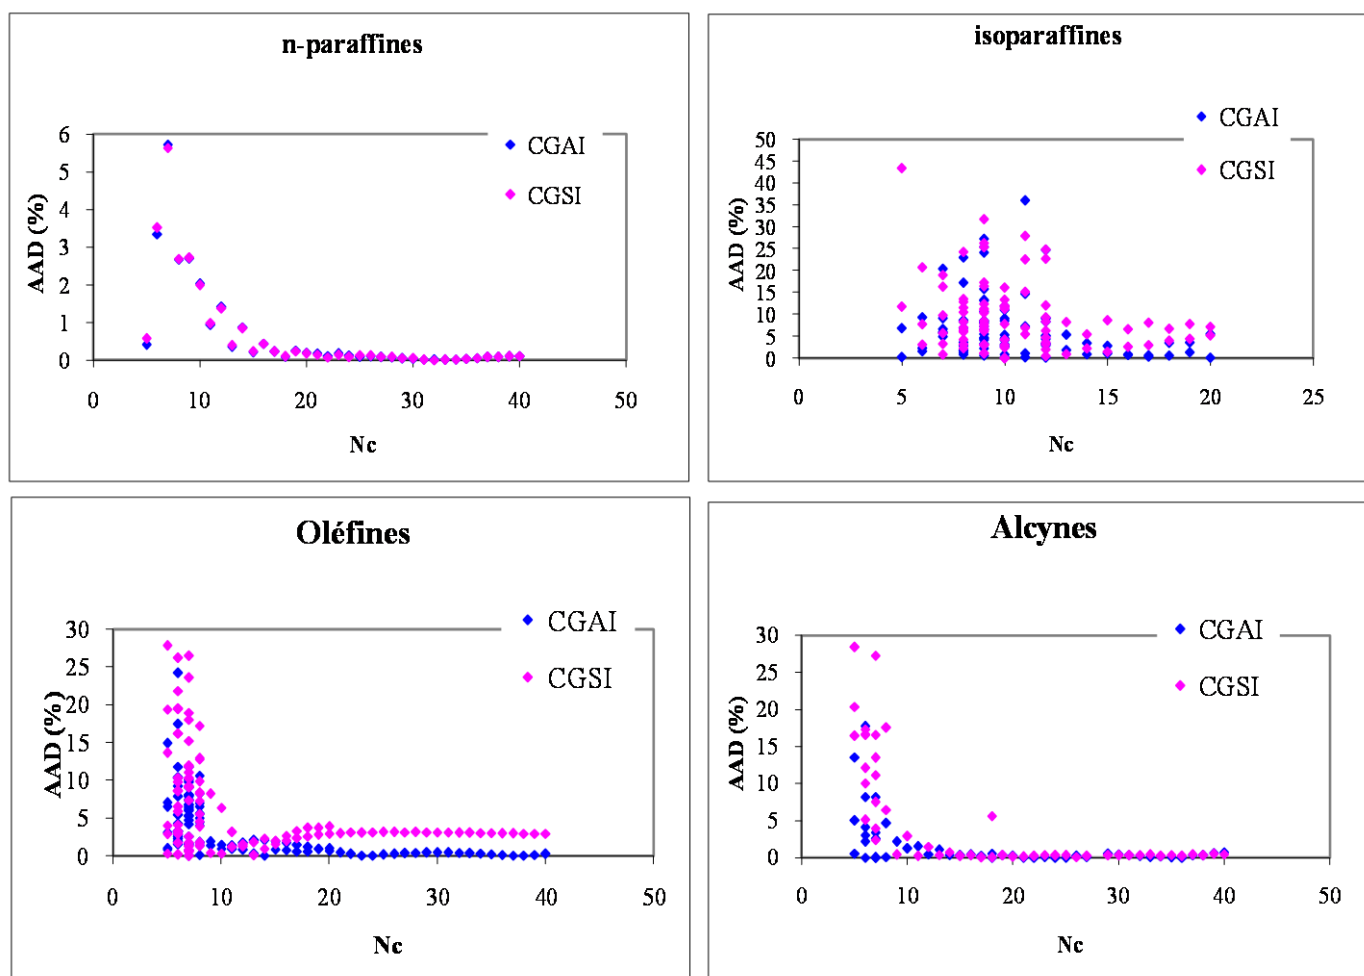 n-paraffines
AAD (%)
6
5
4
3
2
1
0
0 10 20 30 40 50
Nc
CGAI
CGSI
isoparaffines
AAD (%)
50
45
40
35
30
25
20
15
10
5
0
0 5 10 15 20 25
Nc
CGAI
CGSI
Oléfines
AAD (%)
30
25
20
15
10
5
0
0 10 20 30 40 50
Nc
CGAI
CGSI
Alcynes
AAD (%)
30
25
20
15
10
5
0
0 10 20 30 40 50
Nc
CGAI
CGSI